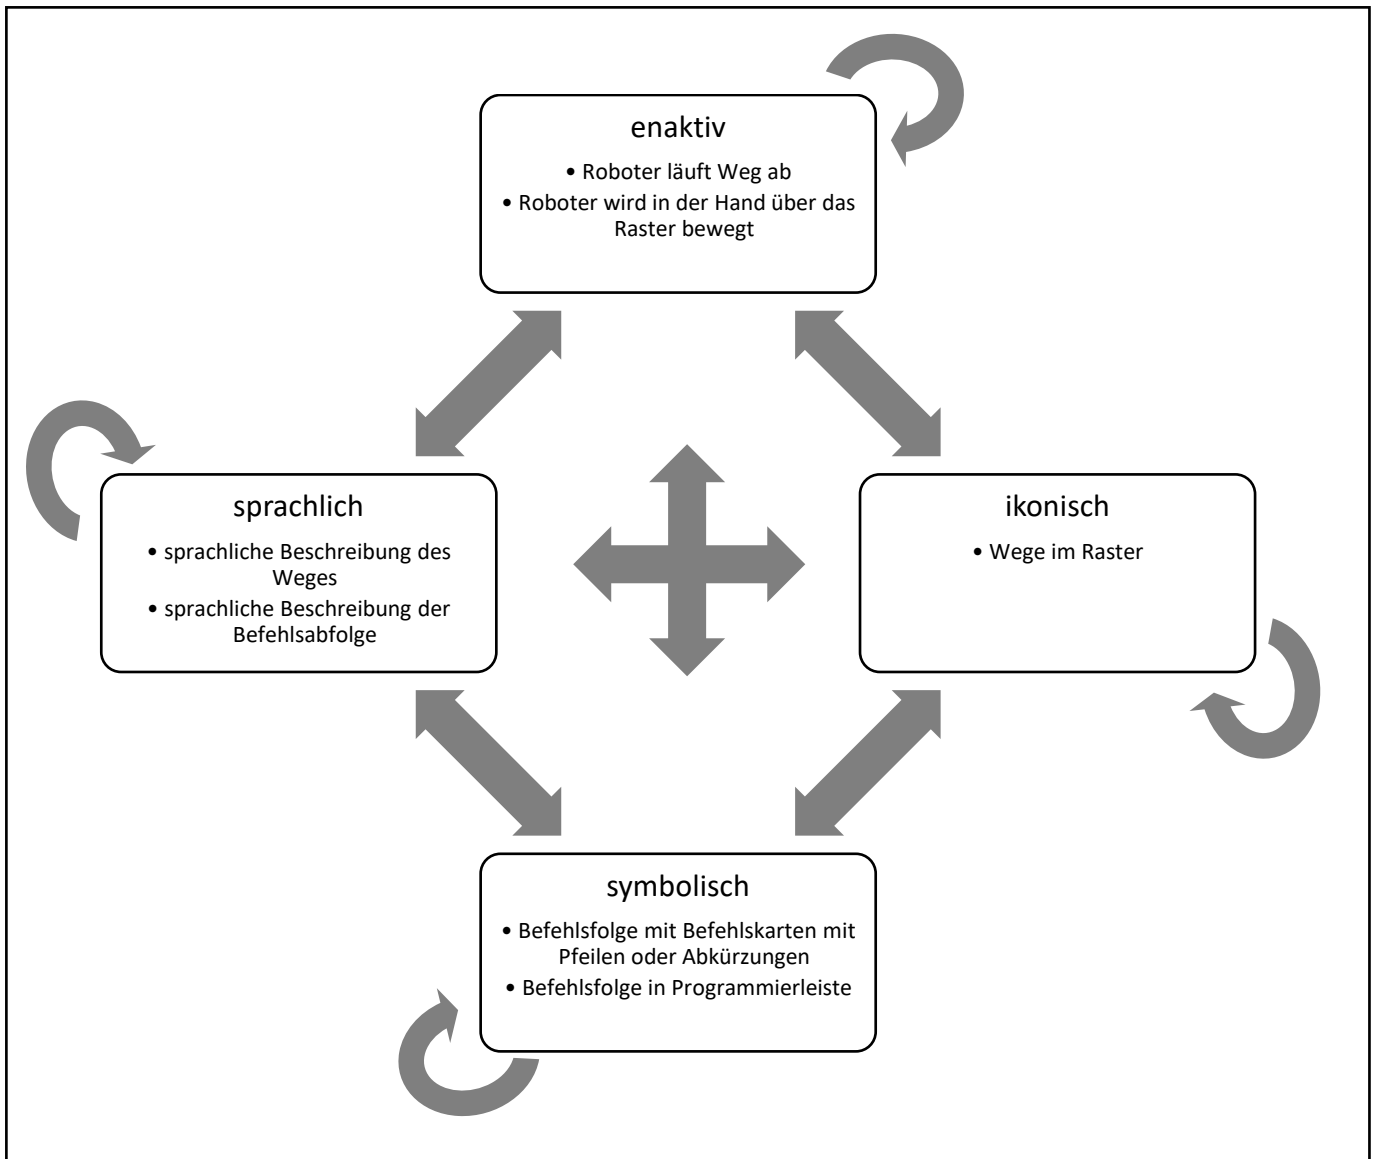 enaktiv
• Roboter läuft Weg ab
• Roboter wird in der Hand über das
Raster bewegt
sprachlich
• sprachliche Beschreibung des
Weges
• sprachliche Beschreibung der
Befehlsabfolge
ikonisch
• Wege im Raster
symbolisch
• Befehlsfolge mit Befehlskarten mit
Pfeilen oder Abkürzungen
• Befehlsfolge in Programmierleiste